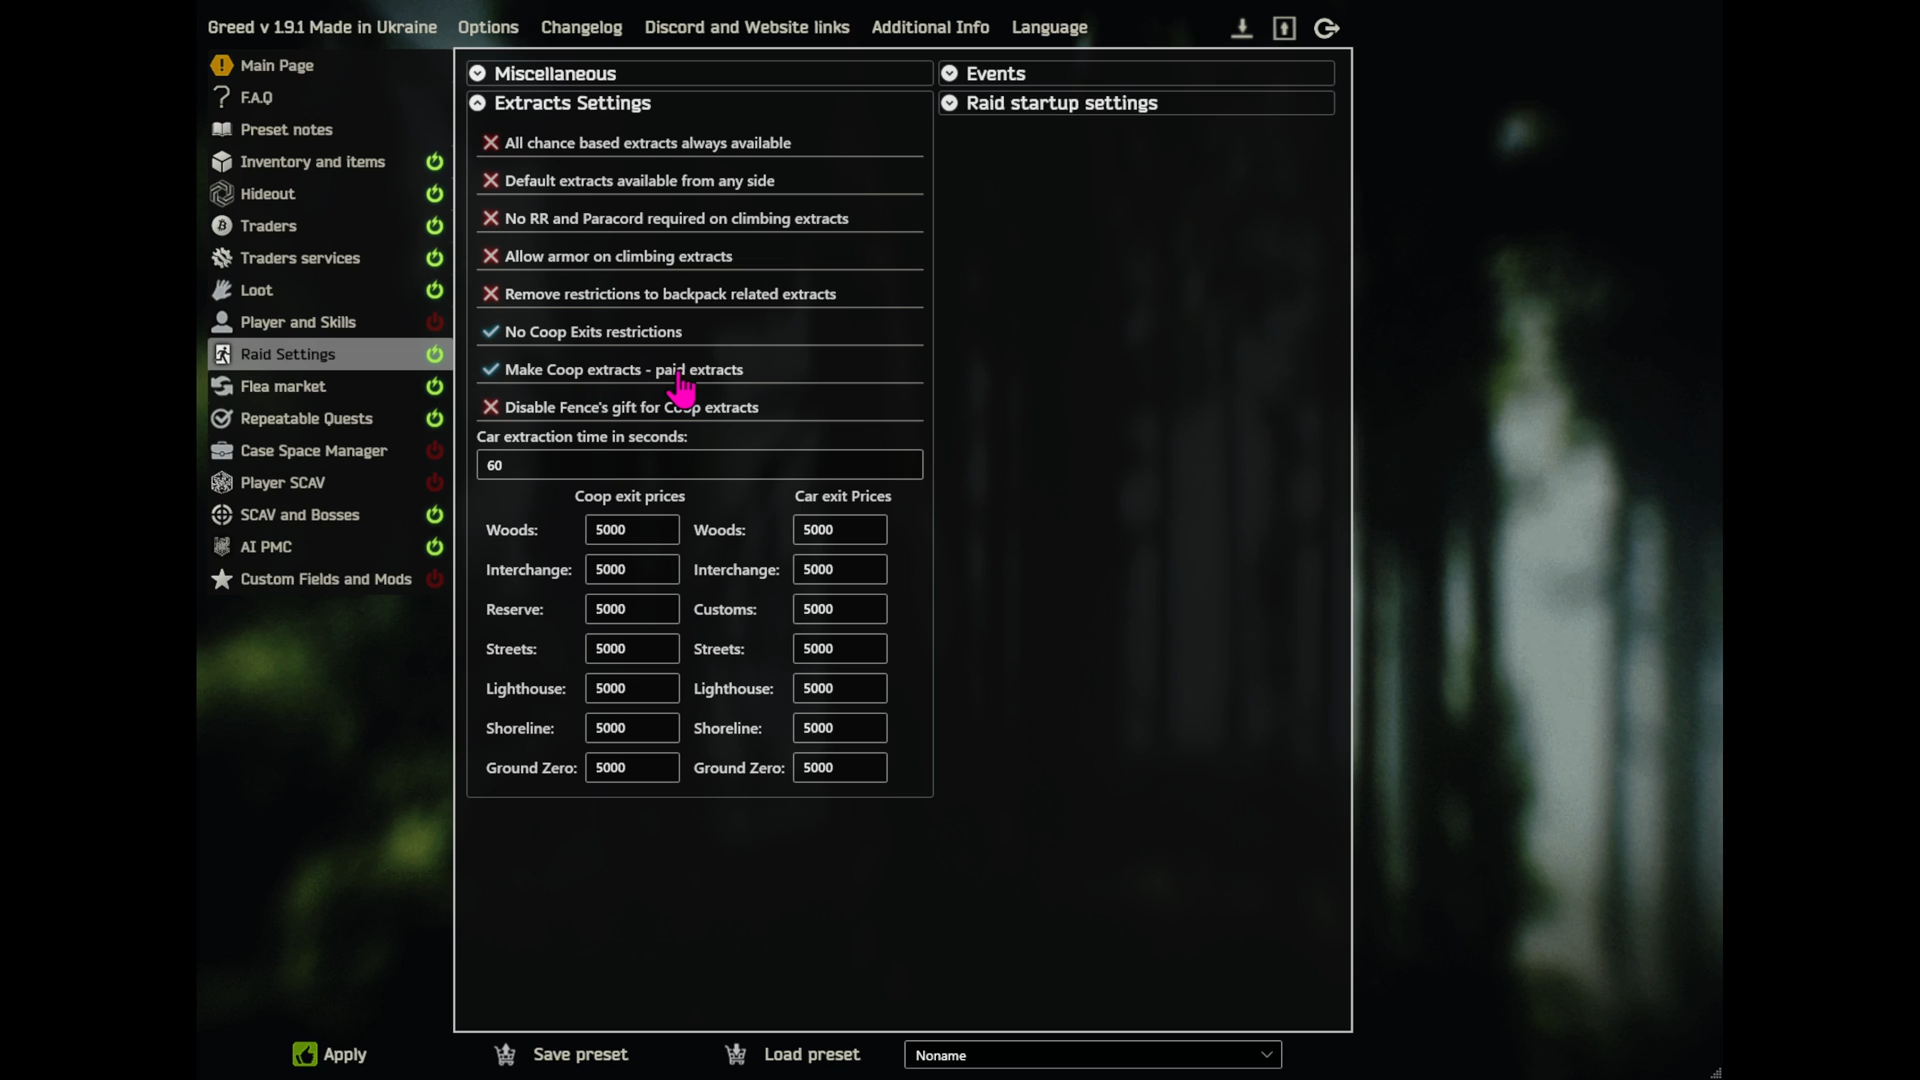 Greed v 1.9.1 Made in Ukraine Options Changelog Discord and Website links Additional Info Language
Main Page
F.A.Q
Preset notes
Inventory and items
Hideout
Traders
Traders services
Loot
Player and Skills
Raid Settings
Flea market
Repeatable Quests
Case Space Manager
Player SCAV
SCAV and Bosses
AI PMC
Custom Fields and Mods
Miscellaneous
Extracts Settings
All chance based extracts always available
Default extracts available from any side
No RR and Paracord required on climbing extracts
Allow armor on climbing extracts
Remove restrictions to backpack related extracts
No Coop Exits restrictions
Make Coop extracts - paid extracts
Disable Fence's gift for Coop extracts
Car extraction time in seconds:
60
Coop exit prices Car exit Prices
Woods: 5000 Woods: 5000
Interchange: 5000 Interchange: 5000
Reserve: 5000 Customs: 5000
Streets: 5000 Streets: 5000
Lighthouse: 5000 Lighthouse: 5000
Shoreline: 5000 Shoreline: 5000
Ground Zero: 5000 Ground Zero: 5000
Events
Raid startup settings
Apply Save preset Load preset Noname